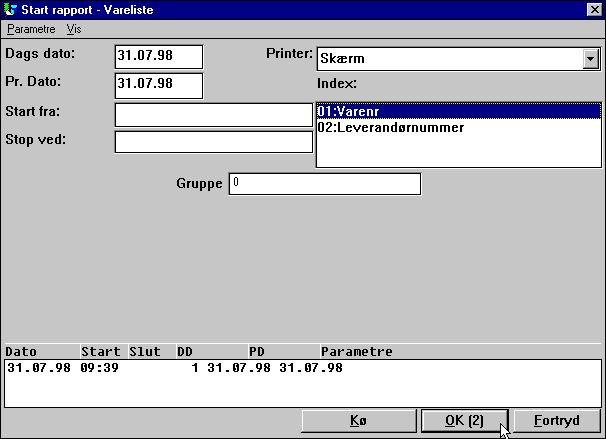 Start rapport - Vareliste
Parametre Vis
Dags dato: 31.07.98 Printer: Skærm
Pr. Dato: 31.07.98 Index:
Start fra: 01:Varenr
Stop ved: 02:Leverandørnummer
Gruppe 0
Dato Start Slut DD PD Parametre
31.07.98 09:39 1 31.07.98 31.07.98
Kø OK (2) Fortryd